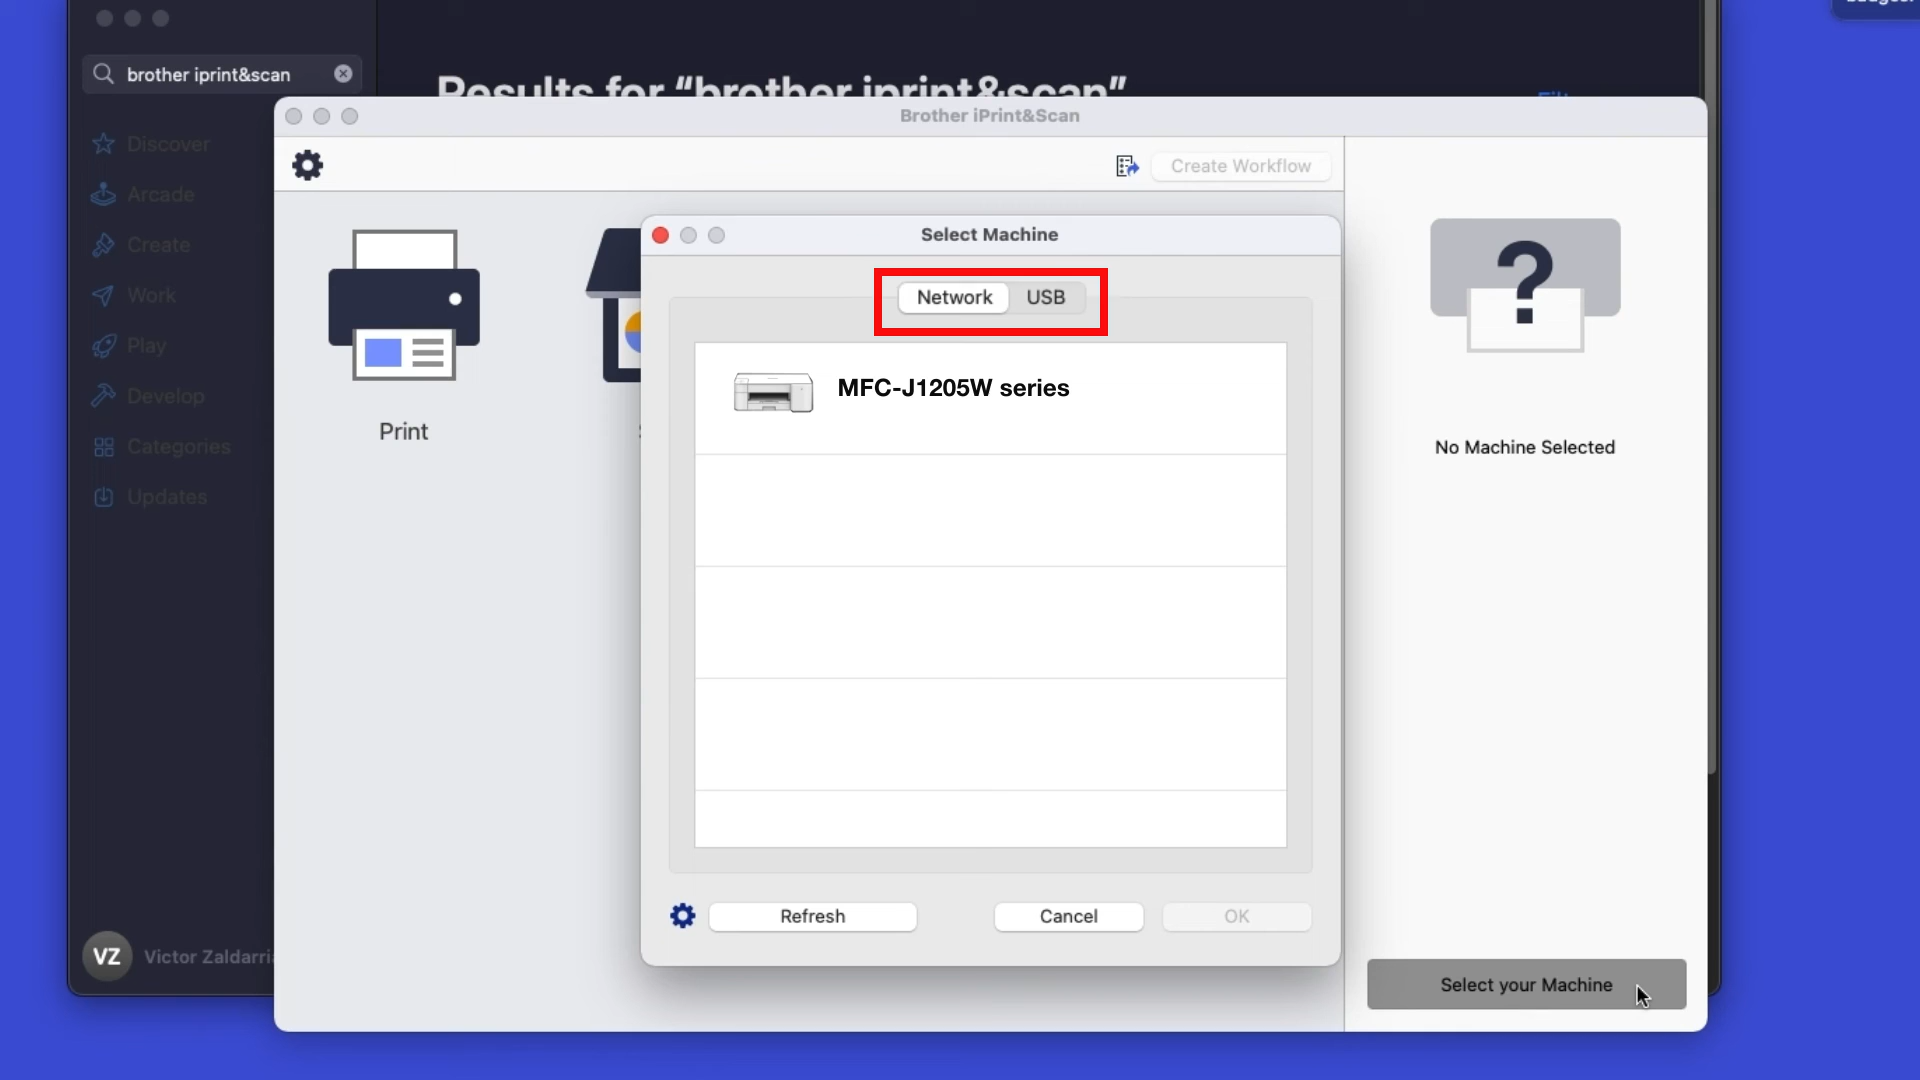 brother iprint&scan
Results for “brother iprint&scan”
Discover
Arcade
Create
Work
Play
Develop
Categories
Updates
VZ
Victor Zaldarria
Brother iPrint&Scan
Create Workflow
Print
Select Machine
Network
USB
MFC-J1205W series
Refresh
Cancel
OK
?
No Machine Selected
Select your Machine